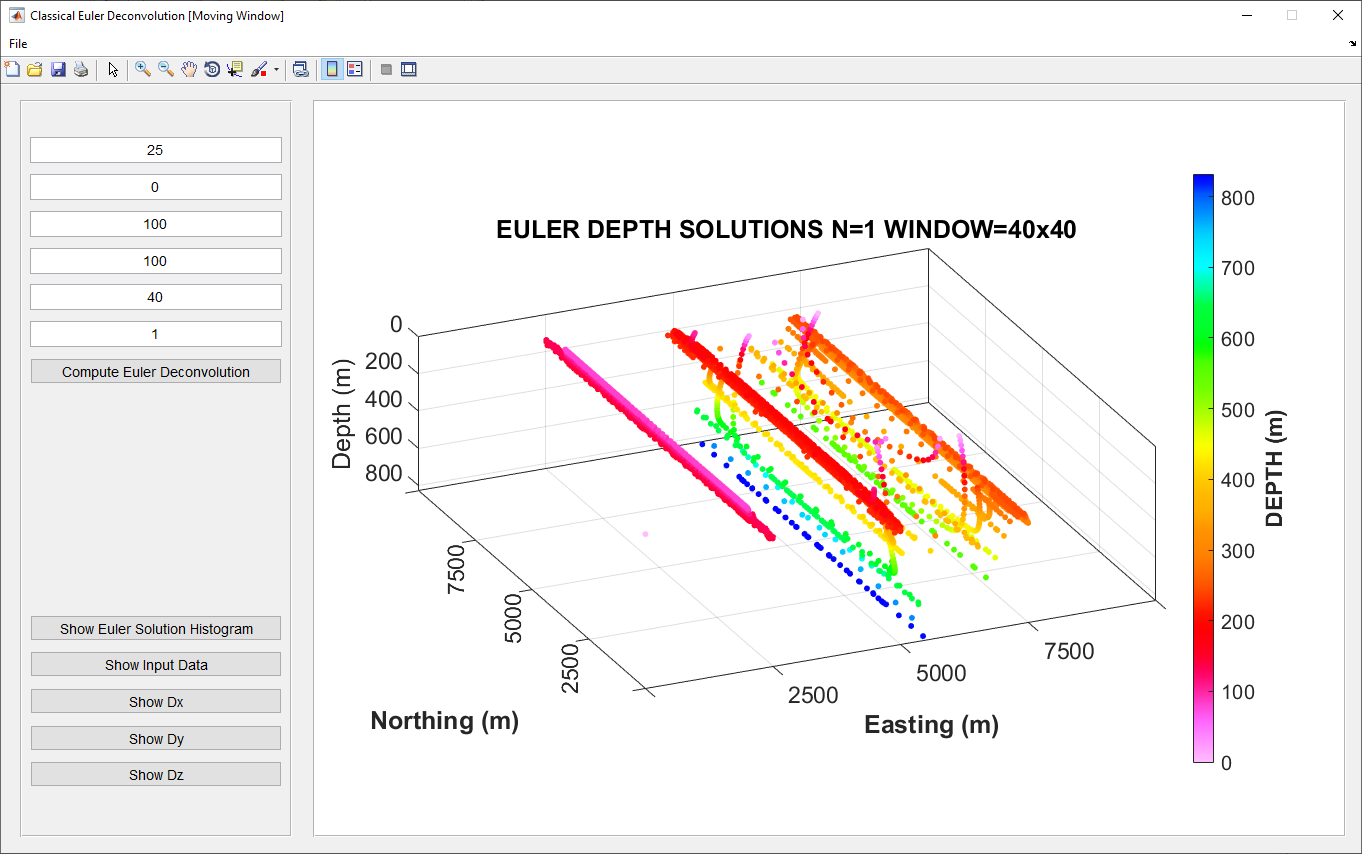 Classical Euler Deconvolution [Moving Window]
File
25
0
100
100
40
1
Compute Euler Deconvolution
Show Euler Solution Histogram
Show Input Data
Show Dx
Show Dy
Show Dz
EULER DEPTH SOLUTIONS N=1 WINDOW=40x40
0
200
400
600
800
Depth (m)
7500
5000
2500
Northing (m)
2500
5000
7500
Easting (m)
800
700
600
500
400
300
200
100
0
DEPTH (m)